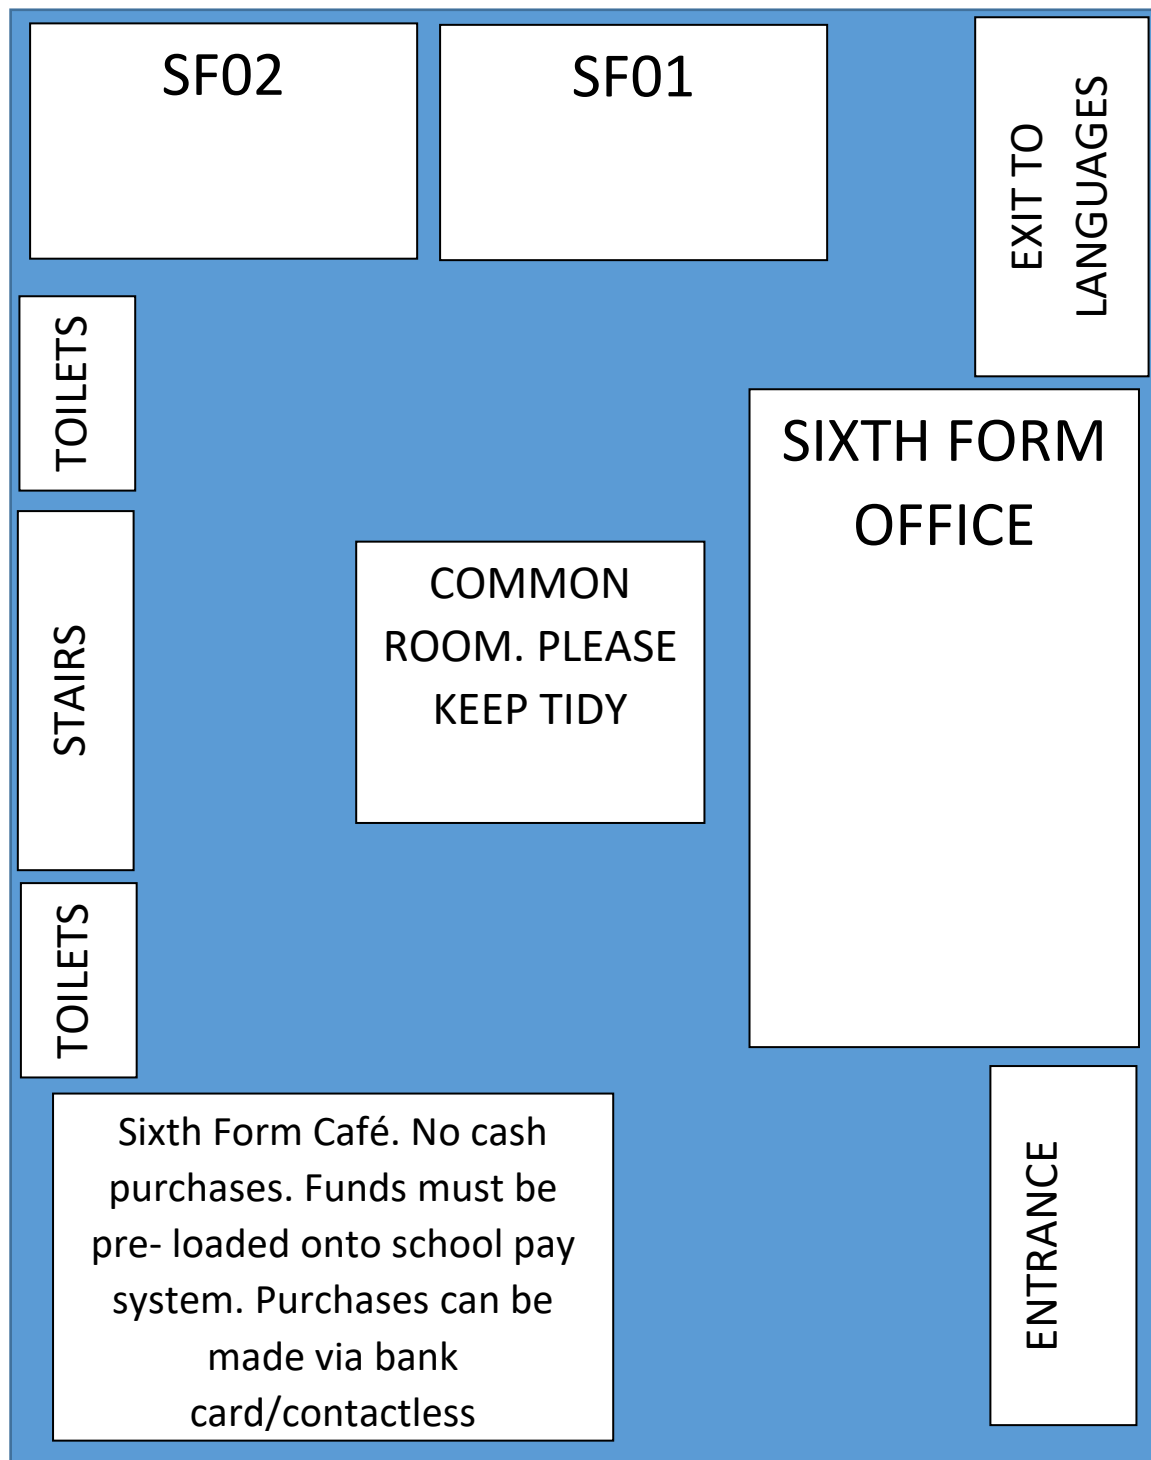 SF02
SF01
EXIT TO
LANGUAGES
TOILETS
SIXTH FORM
OFFICE
STAIRS
COMMON
ROOM. PLEASE
KEEP TIDY
TOILETS
Sixth Form Café. No cash
purchases. Funds must be
pre- loaded onto school pay
system. Purchases can be
made via bank
card/contactless
ENTRANCE